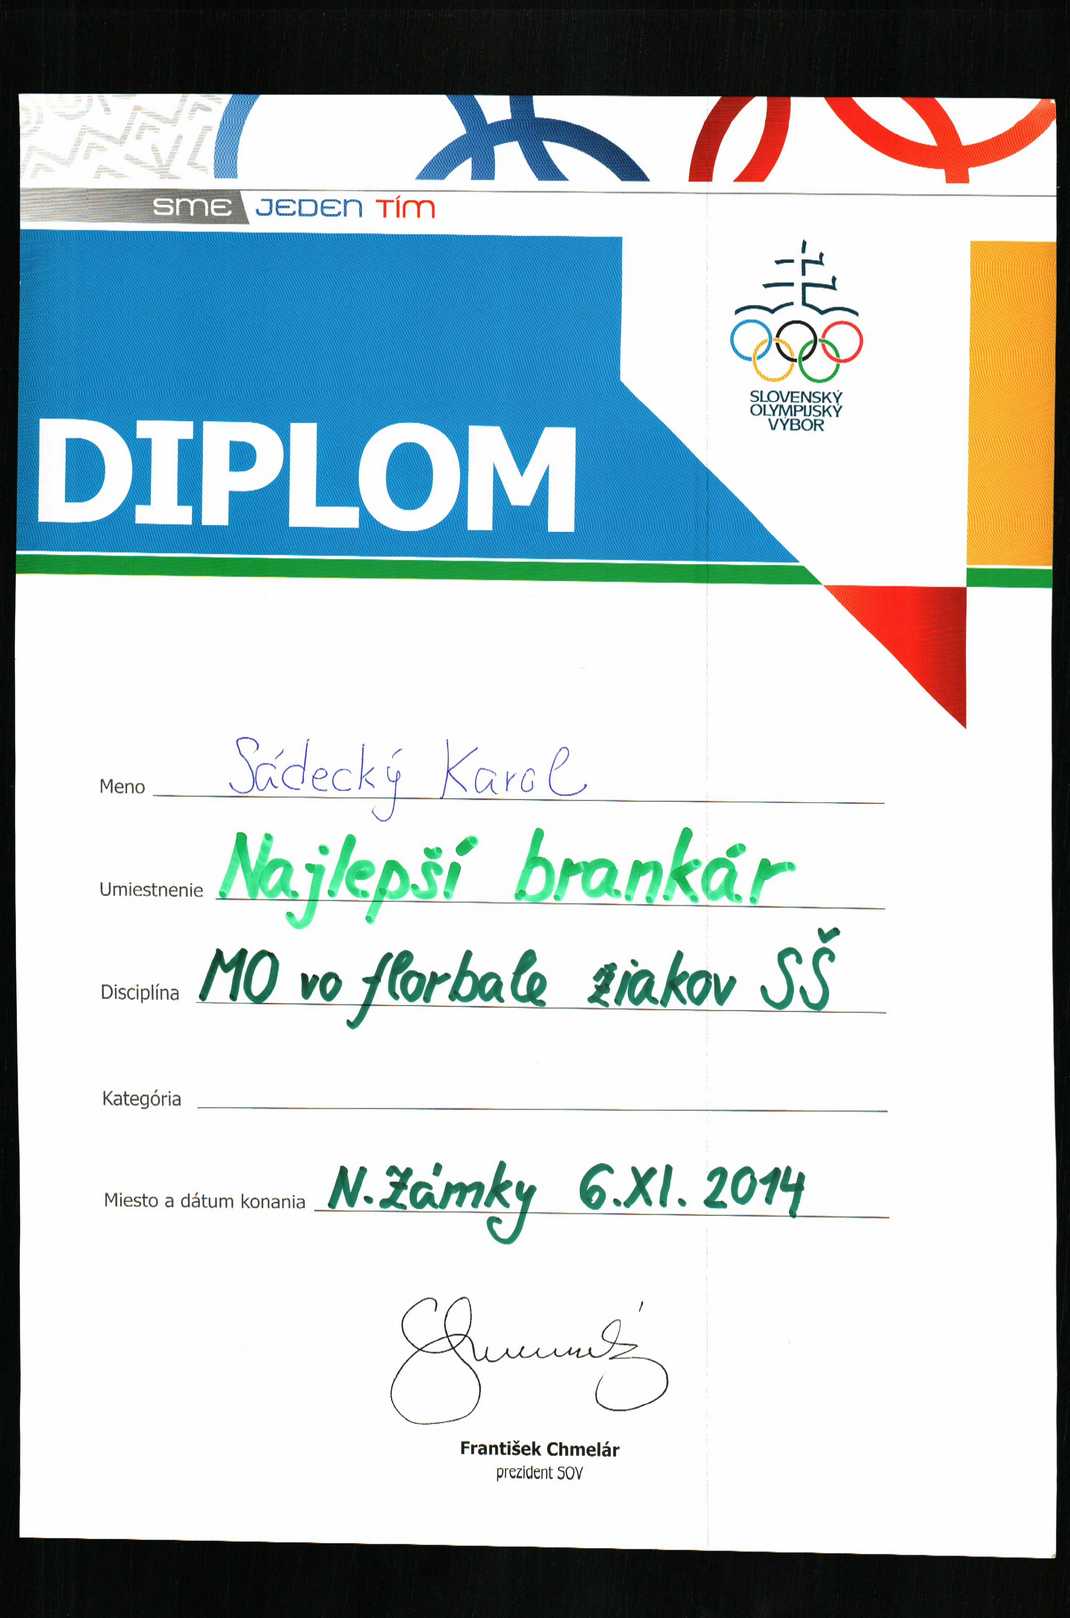 SME JEDEN TÍM
SLOVENSKÝ
OLYMPIJSKÝ
VÝBOR
DIPLOM
Meno Sádecký Karol
Umiestnenie Najlepší brankár
Disciplína MO vo florbale žiakov SŠ
Kategória
Miesto a dátum konania N. Zámky 6.XI. 2014
František Chmelár
prezident SOV